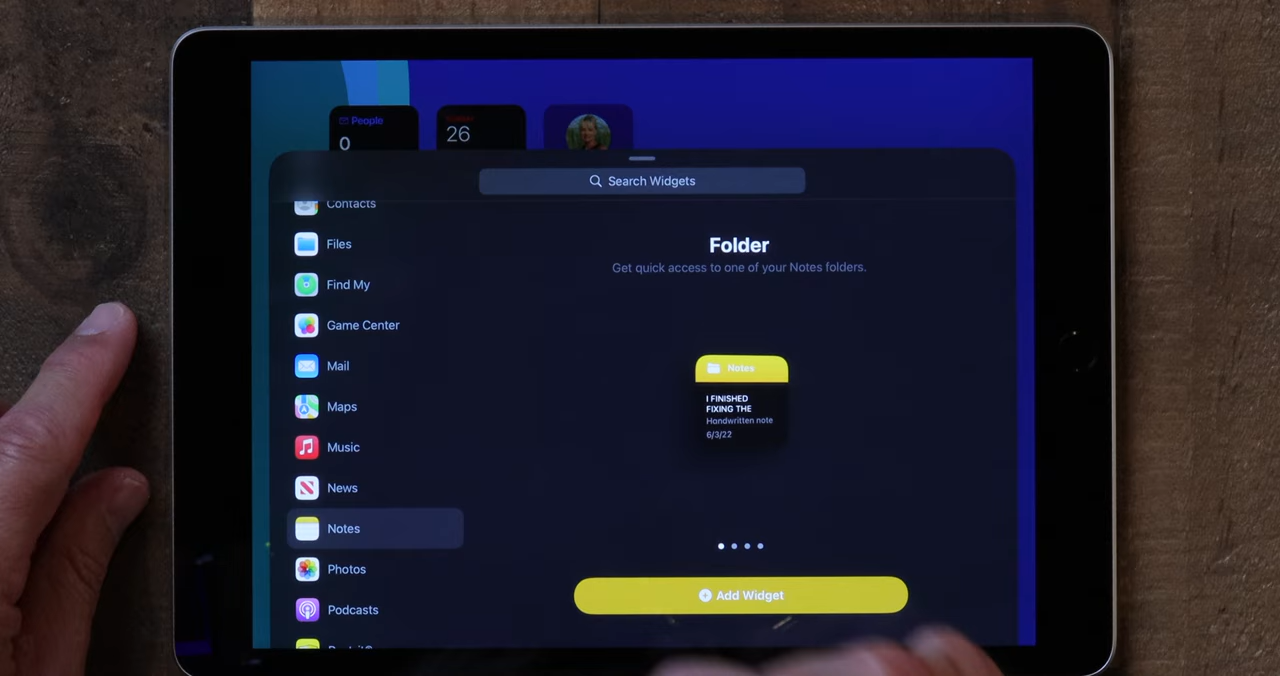 People
0
26
Search Widgets
Contacts
Files
Find My
Game Center
Mail
Maps
Music
News
Notes
Photos
Podcasts
Folder
Get quick access to one of your Notes folders.
Notes
I FINISHED
FIXING THE
Handwritten note
6/3/22
Add Widget